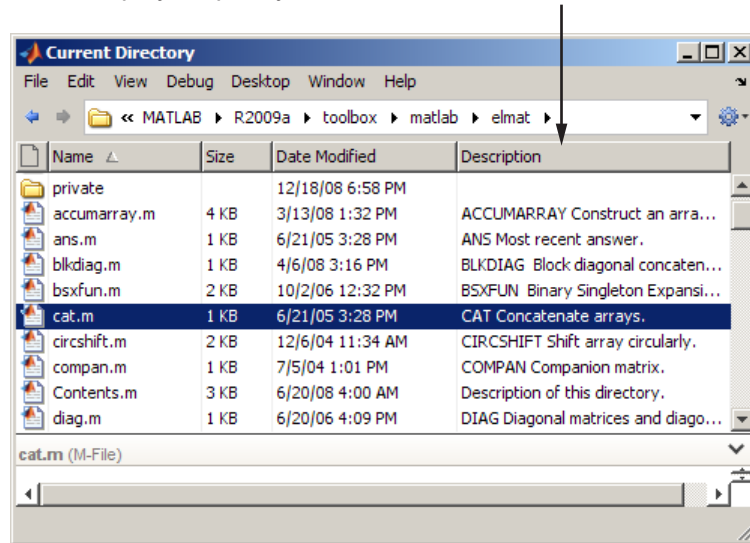 Current Directory
File Edit View Debug Desktop Window Help
« MATLAB ▸ R2009a ▸ toolbox ▸ matlab ▸ elmat ▸
Name Size Date Modified Description
private 12/18/08 6:58 PM
accumarray.m 4 KB 3/13/08 1:32 PM ACCUMARRAY Construct an arra...
ans.m 1 KB 6/21/05 3:28 PM ANS Most recent answer.
blkdiag.m 1 KB 4/6/08 3:16 PM BLKDIAG Block diagonal concaten...
bsxfun.m 2 KB 10/2/06 12:32 PM BSXFUN Binary Singleton Expansi...
cat.m 1 KB 6/21/05 3:28 PM CAT Concatenate arrays.
circshift.m 2 KB 12/6/04 11:34 AM CIRCSHIFT Shift array circularly.
compan.m 1 KB 7/5/04 1:01 PM COMPAN Companion matrix.
Contents.m 3 KB 6/20/08 4:00 AM Description of this directory.
diag.m 1 KB 6/20/06 4:09 PM DIAG Diagonal matrices and diago...
cat.m (M-File)